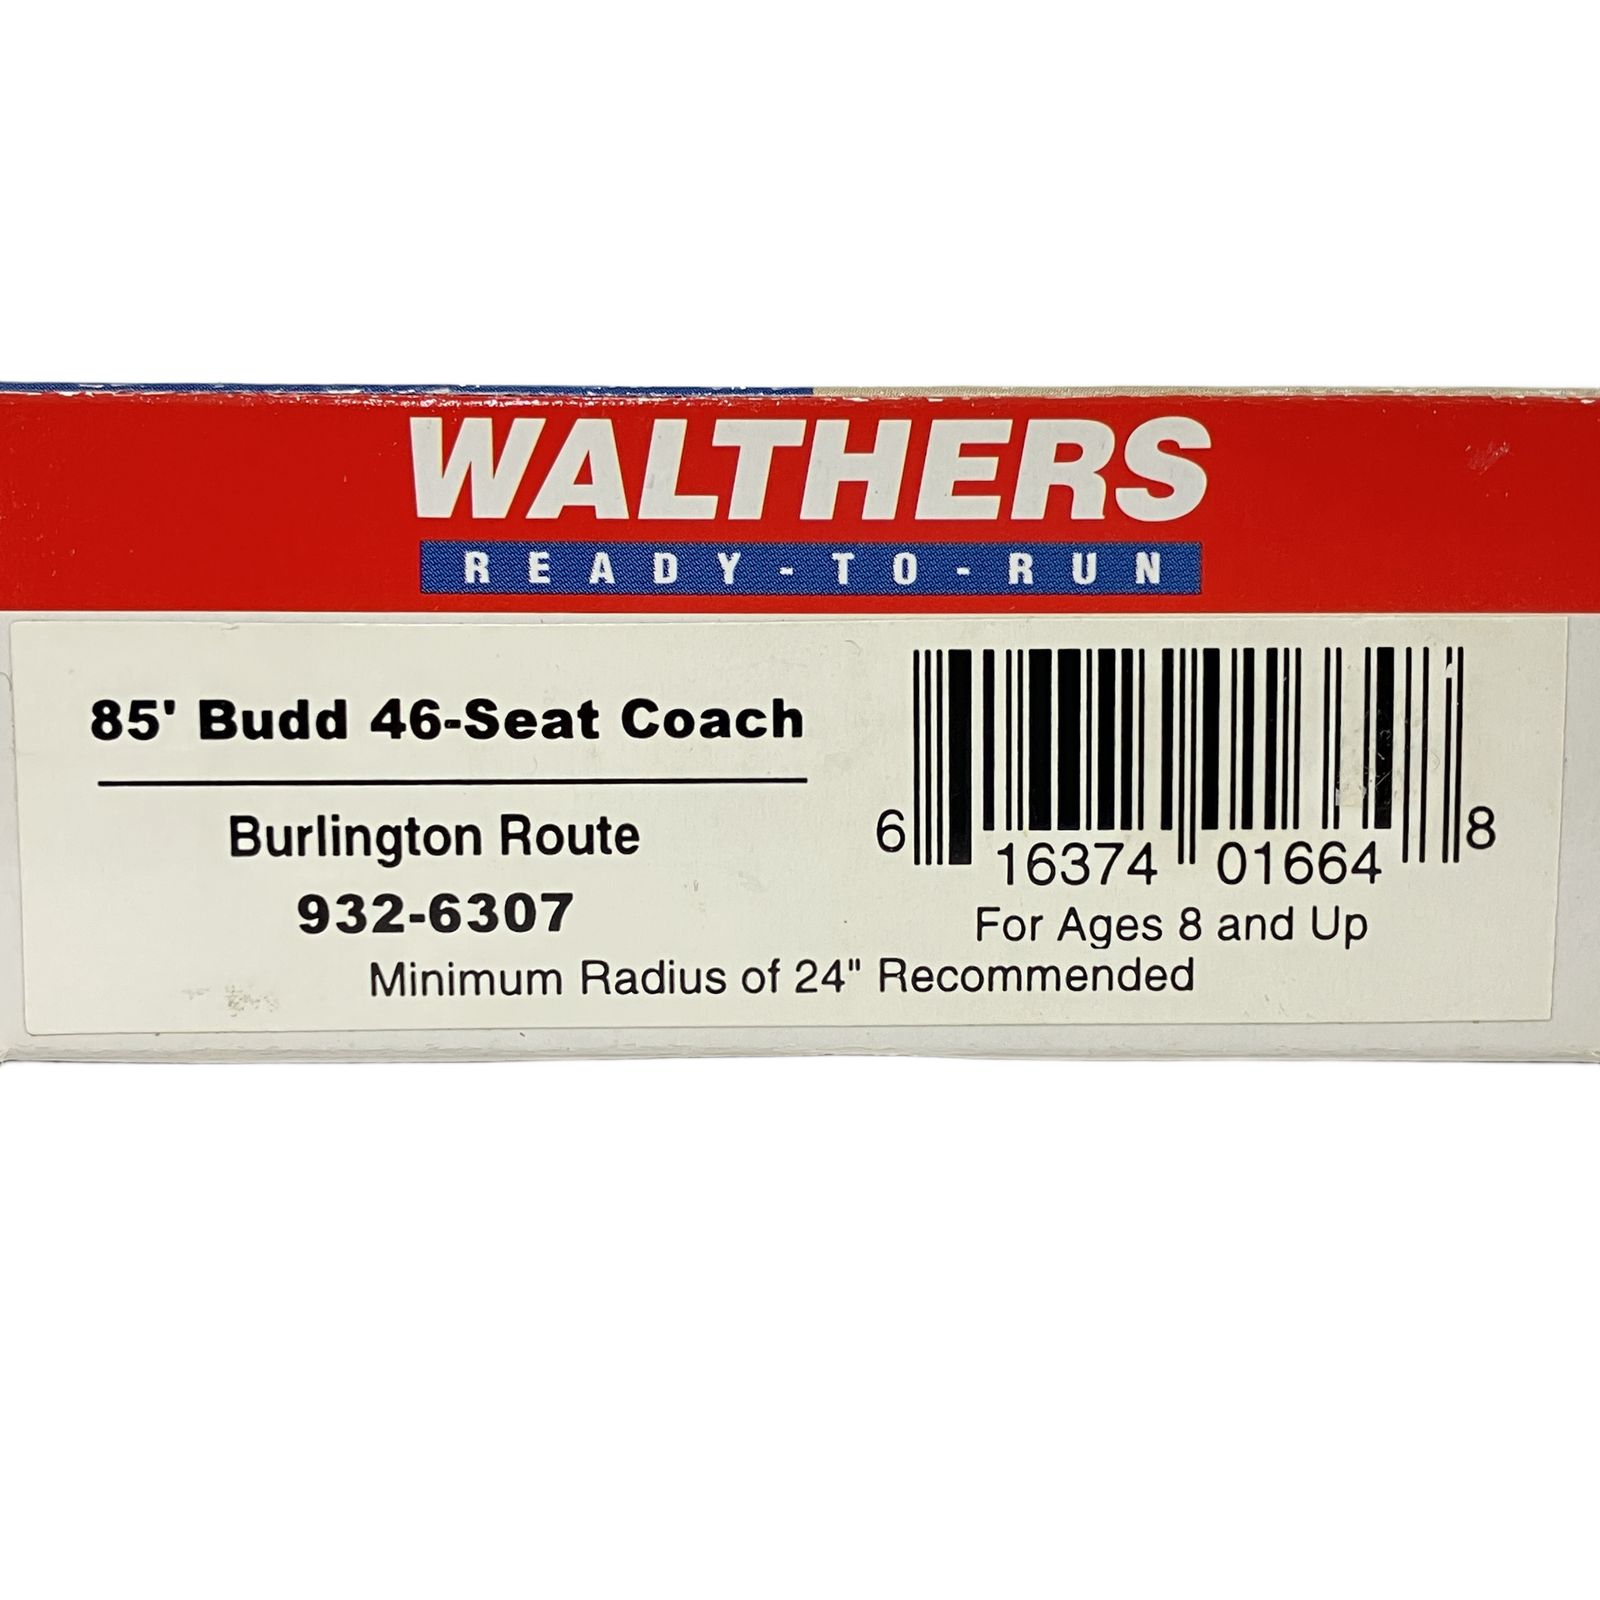 WALTHERS
READY-TO-RUN
85' Budd 46-Seat Coach
Burlington Route
932-6307
6 16374 01664 8
For Ages 8 and Up
Minimum Radius of 24" Recommended